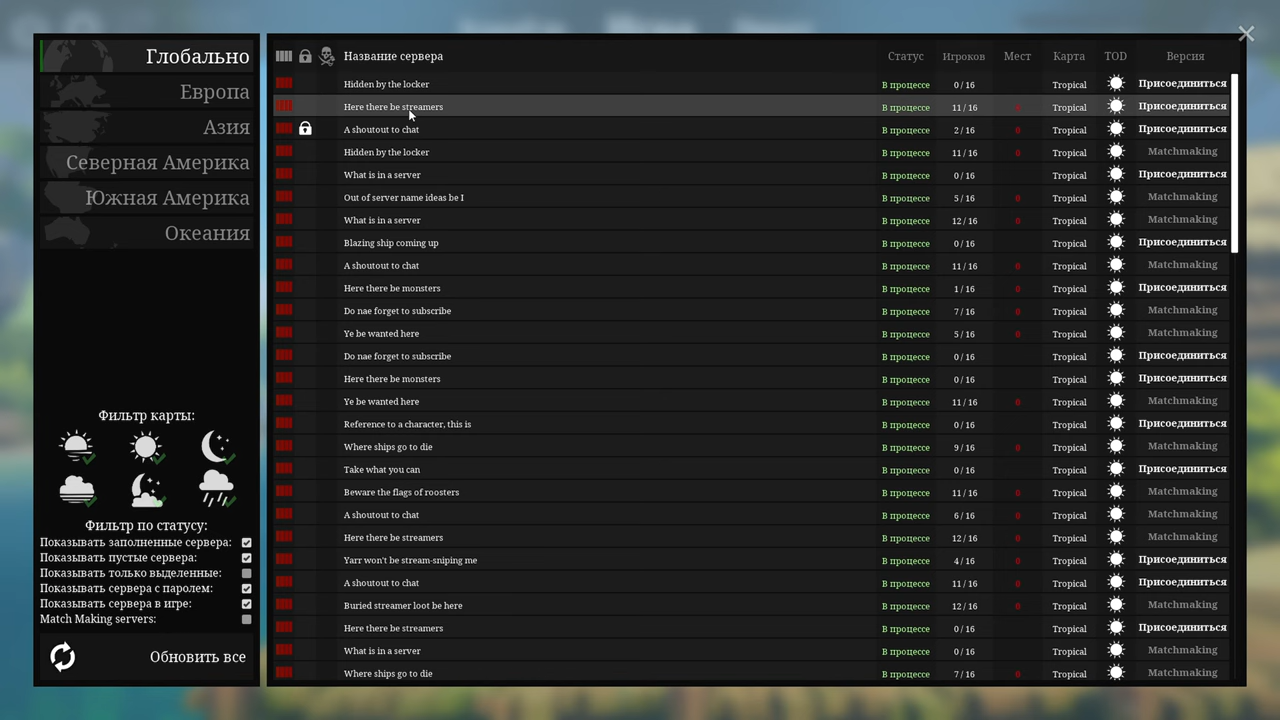 Глобально
Европа
Азия
Северная Америка
Южная Америка
Океания
Фильтр карты:
Фильтр по статусу:
Показывать заполненные сервера:
Показывать пустые сервера:
Показывать только выделенные:
Показывать сервера с паролем:
Показывать сервера в игре:
Match Making servers:
Обновить все
Название сервера Статус Игроков Мест Карта TOD Версия
Hidden by the locker В процессе 0 / 16 Tropical Присоединиться
Here there be streamers В процессе 11 / 16 Tropical Присоединиться
A shoutout to chat В процессе 2 / 16 0 Tropical Присоединиться
Hidden by the locker В процессе 11 / 16 0 Tropical Matchmaking
What is in a server В процессе 0 / 16 Tropical Присоединиться
Out of server name ideas be I В процессе 5 / 16 0 Tropical Matchmaking
What is in a server В процессе 12 / 16 0 Tropical Matchmaking
Blazing ship coming up В процессе 0 / 16 Tropical Присоединиться
A shoutout to chat В процессе 11 / 16 0 Tropical Matchmaking
Here there be monsters В процессе 1 / 16 0 Tropical Присоединиться
Do nae forget to subscribe В процессе 7 / 16 0 Tropical Matchmaking
Ye be wanted here В процессе 5 / 16 0 Tropical Matchmaking
Do nae forget to subscribe В процессе 0 / 16 Tropical Присоединиться
Here there be monsters В процессе 0 / 16 Tropical Присоединиться
Ye be wanted here В процессе 11 / 16 0 Tropical Matchmaking
Reference to a character, this is В процессе 0 / 16 Tropical Присоединиться
Where ships go to die В процессе 9 / 16 0 Tropical Matchmaking
Take what you can В процессе 0 / 16 Tropical Присоединиться
Beware the flags of roosters В процессе 11 / 16 0 Tropical Matchmaking
A shoutout to chat В процессе 6 / 16 0 Tropical Matchmaking
Here there be streamers В процессе 12 / 16 0 Tropical Matchmaking
Yarr won't be stream-sniping me В процессе 4 / 16 0 Tropical Присоединиться
A shoutout to chat В процессе 11 / 16 0 Tropical Присоединиться
Buried streamer loot be here В процессе 12 / 16 0 Tropical Matchmaking
Here there be streamers В процессе 0 / 16 Tropical Присоединиться
What is in a server В процессе 0 / 16 Tropical Matchmaking
Where ships go to die В процессе 7 / 16 0 Tropical Matchmaking